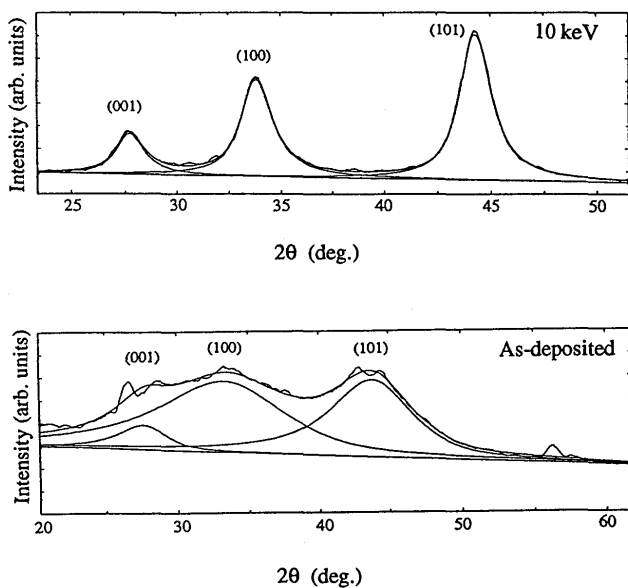 10 keV
(101)
(100)
(001)
Intensity (arb. units)
25 30 35 40 45 50
2θ (deg.)
As-deposited
(001) (100) (101)
Intensity (arb. units)
20 30 40 50 60
2θ (deg.)